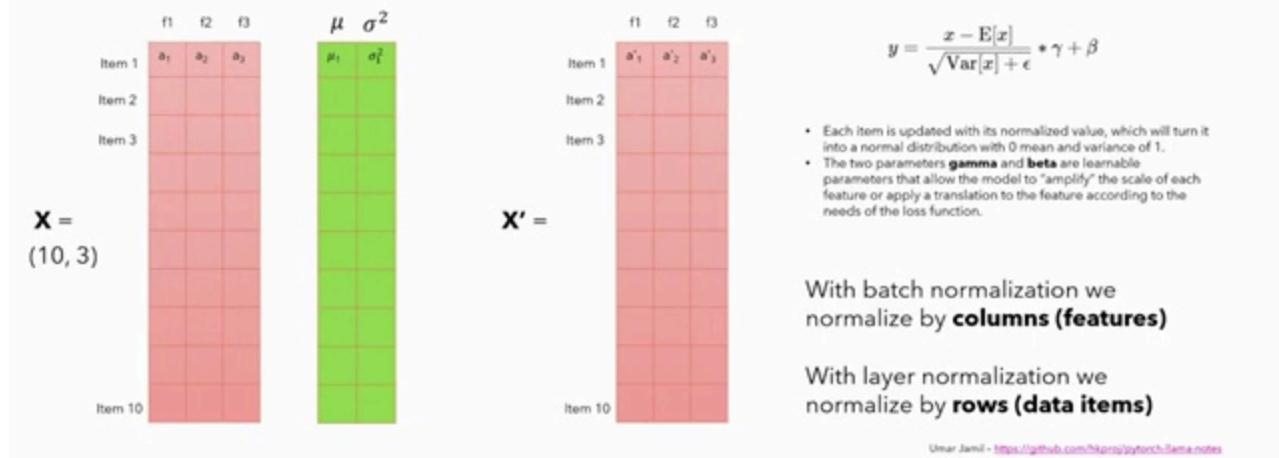 f1 f2 f3
μ σ²
f1 f2 f3
Item 1 a₁ a₂ a₃
μ₁ σ₁²
Item 1 a'₁ a'₂ a'₃
Item 2
Item 2
Item 3
Item 3
X =
(10, 3)
X' =
Item 10
Item 10
y = (x − E[x]) / √(Var[x] + ϵ) * γ + β
• Each item is updated with its normalized value, which will turn it
into a normal distribution with 0 mean and variance of 1.
• The two parameters gamma and beta are learnable
parameters that allow the model to "amplify" the scale of each
feature or apply a translation to the feature according to the
needs of the loss function.
With batch normalization we
normalize by columns (features)
With layer normalization we
normalize by rows (data items)
Umar Jamil - https://github.com/hkproj/pytorch-llama-notes